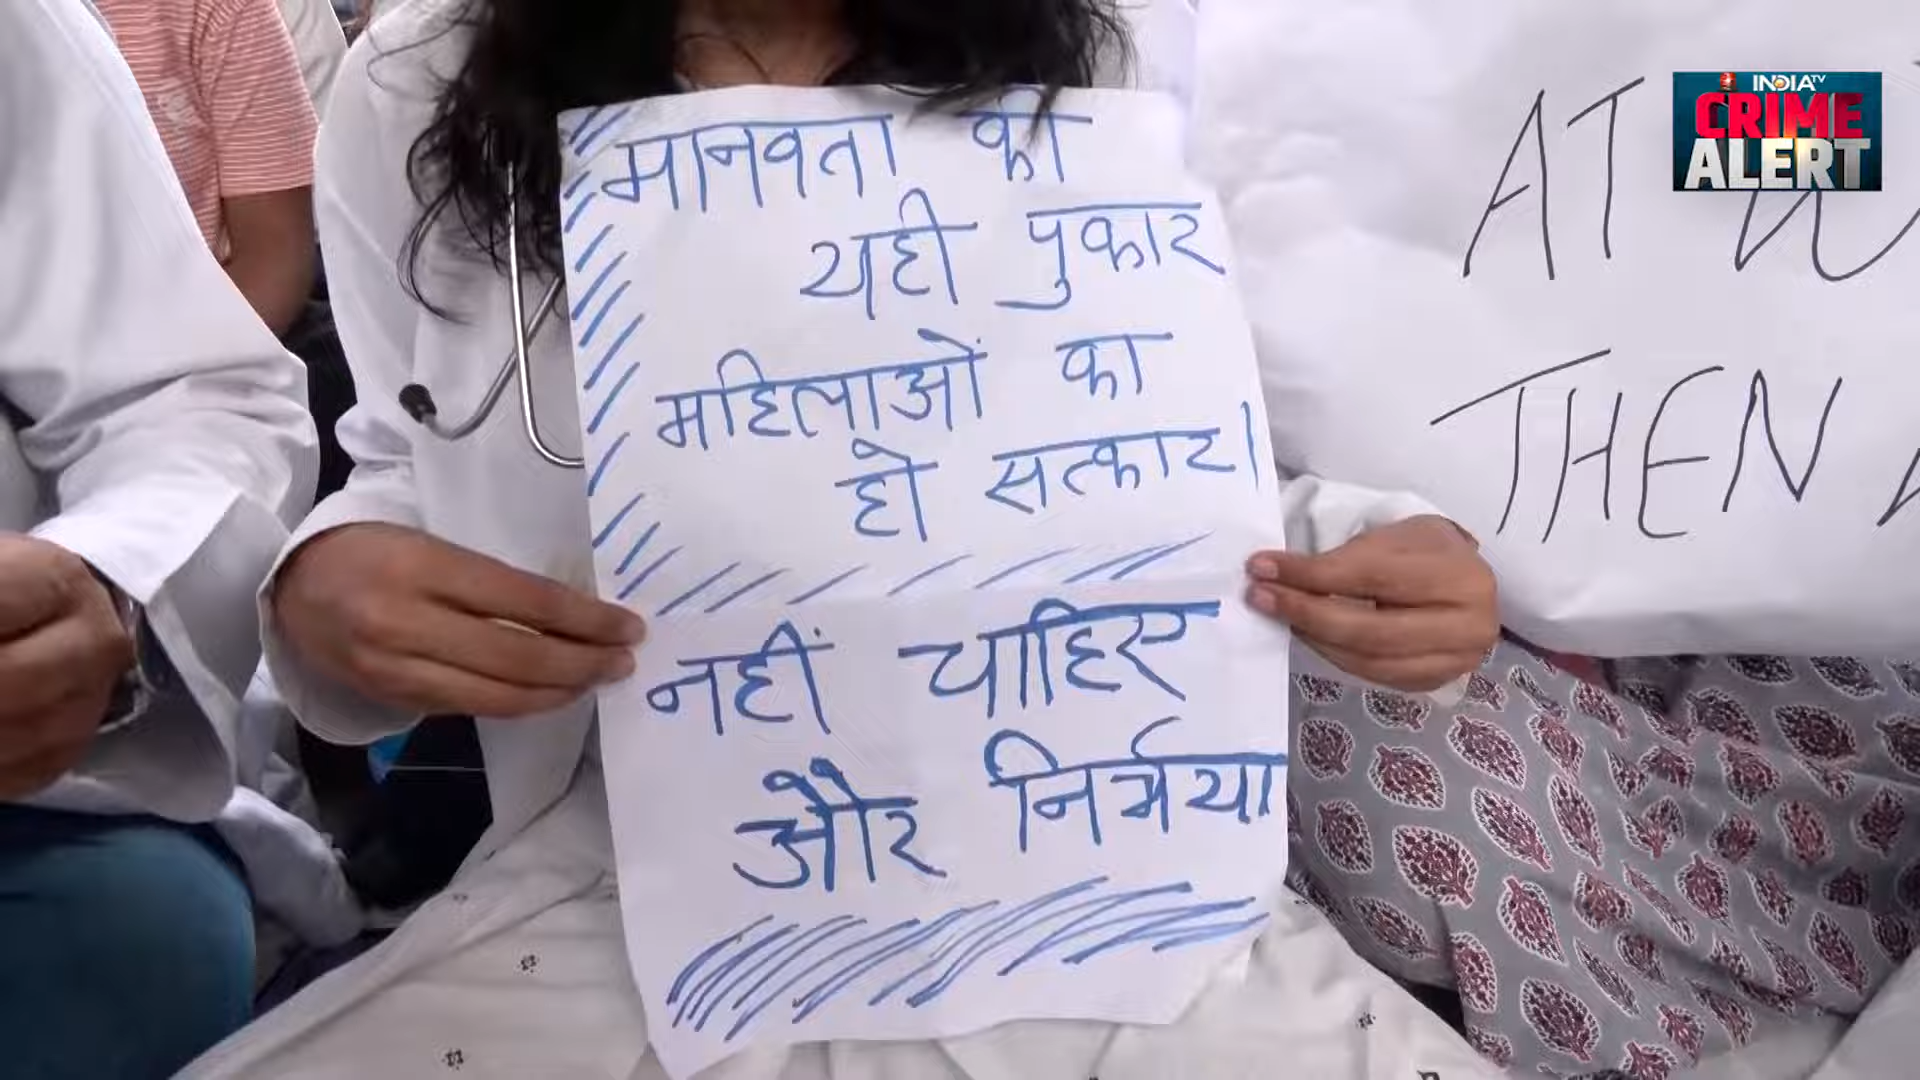 मानवता का
यही पुकार
महिलाओं का
हो सत्कार।
नहीं चाहिए
और निर्भया
AT
THEN
INDIA TV
CRIME
ALERT